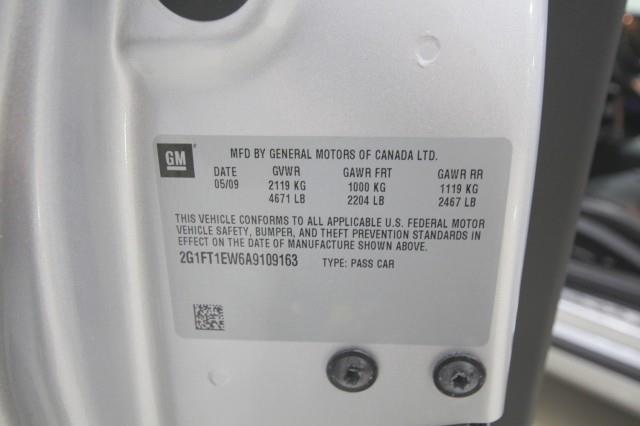 GM
MFD BY GENERAL MOTORS OF CANADA LTD.
DATE GVWR GAWR FRT GAWR RR
05/09 2119 KG 1000 KG 1119 KG
4671 LB 2204 LB 2467 LB
THIS VEHICLE CONFORMS TO ALL APPLICABLE U.S. FEDERAL MOTOR
VEHICLE SAFETY, BUMPER, AND THEFT PREVENTION STANDARDS IN
EFFECT ON THE DATE OF MANUFACTURE SHOWN ABOVE.
2G1FT1EW6A9109163 TYPE: PASS CAR